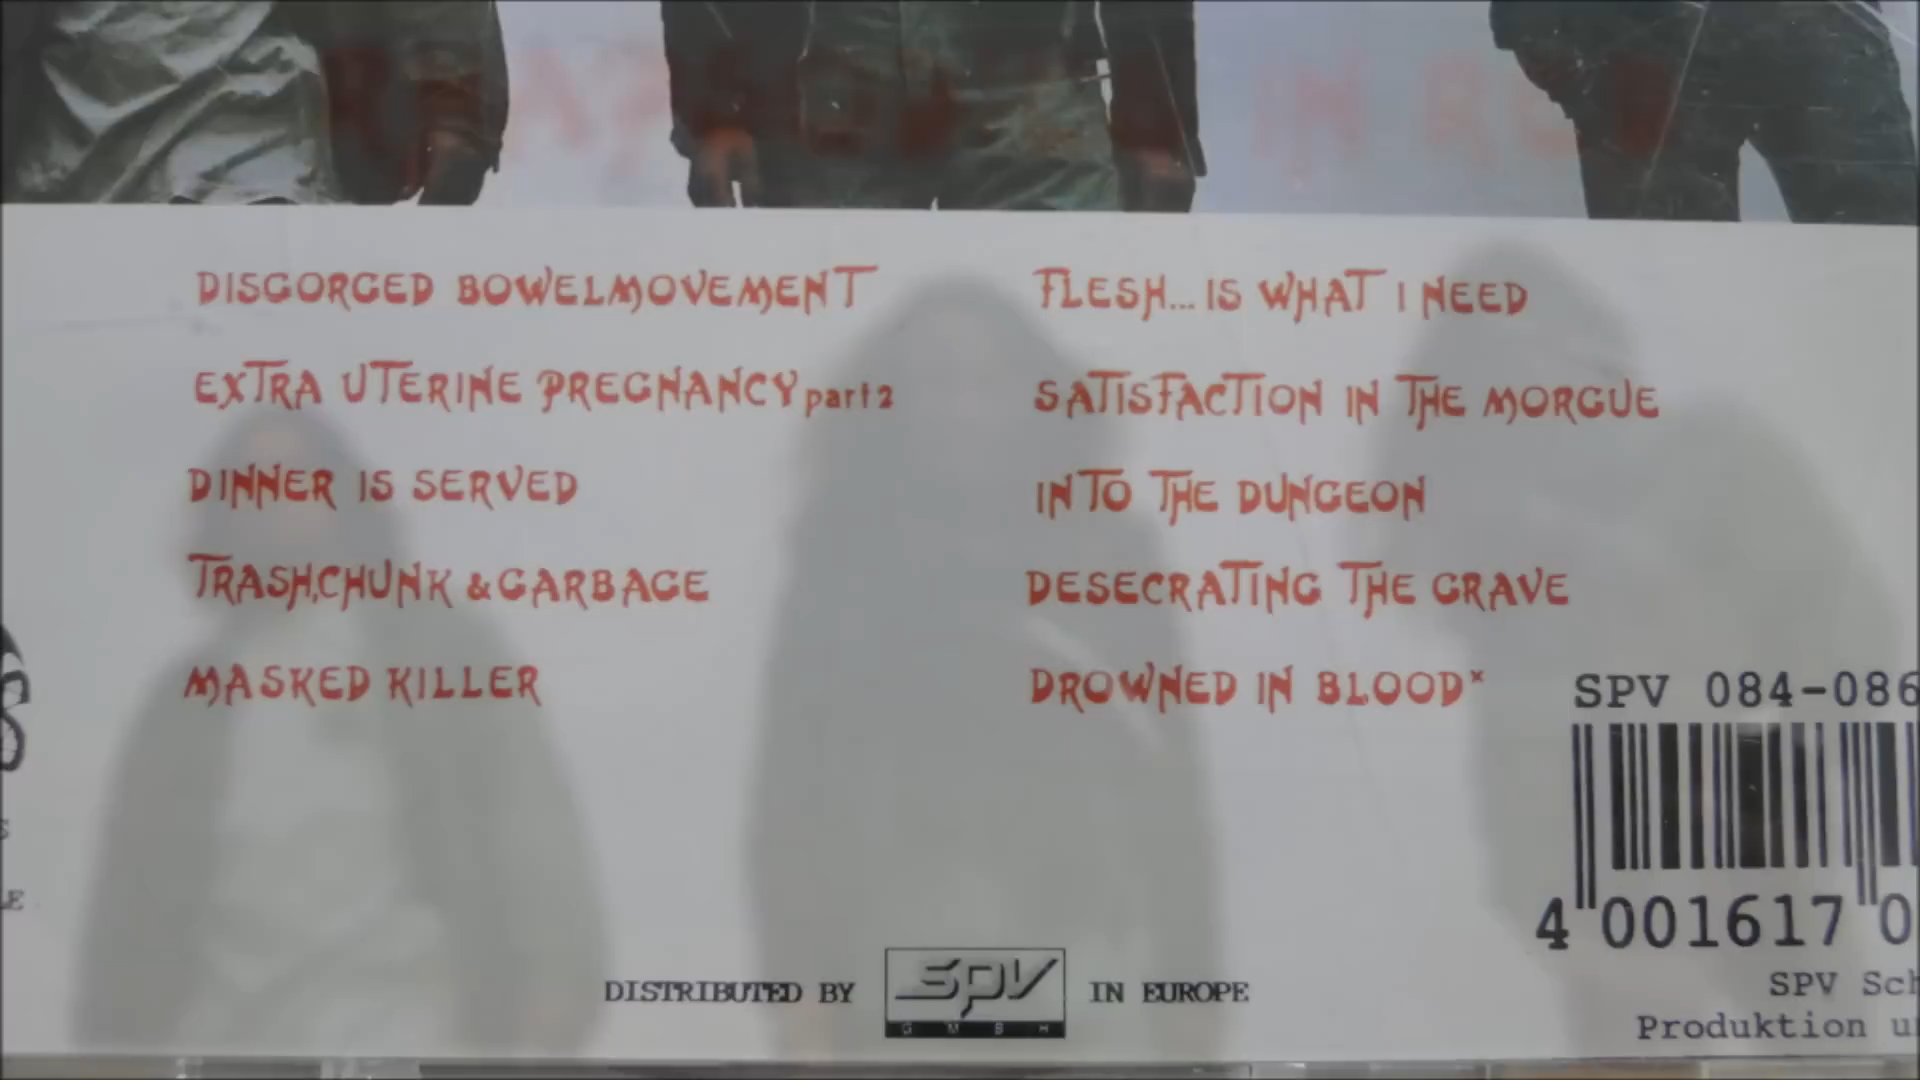 DISGORGED BOWELMOVEMENT
EXTRA UTERINE PREGNANCY part 2
DINNER IS SERVED
TRASH,CHUNK & GARBAGE
MASKED KILLER
FLESH... IS WHAT I NEED
SATISFACTION IN THE MORGUE
INTO THE DUNGEON
DESECRATING THE GRAVE
DROWNED IN BLOOD*
SPV 084-086
4 001617 0
SPV
Produktion
DISTRIBUTED BY
SPV
GMBH
IN EUROPE